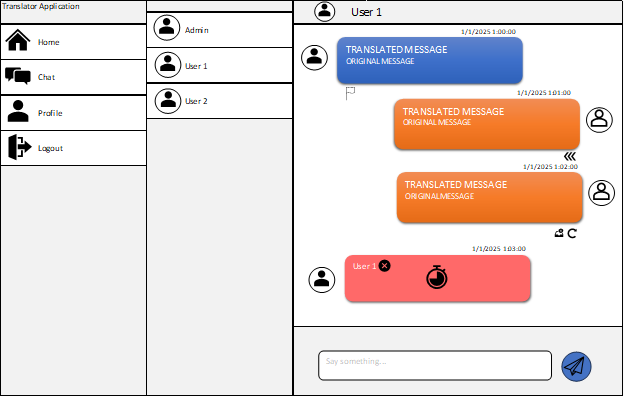 Translator Application
Home
Chat
Profile
Logout
Admin
User 1
User 2
User 1
1/1/2025 1:00:00
TRANSLATED MESSAGE
ORIGINAL MESSAGE
1/1/2025 1:01:00
TRANSLATED MESSAGE
ORIGINAL MESSAGE
1/1/2025 1:02:00
TRANSLATED MESSAGE
ORIGINALMESSAGE
1/1/2025 1:03:00
User 1
Say something...